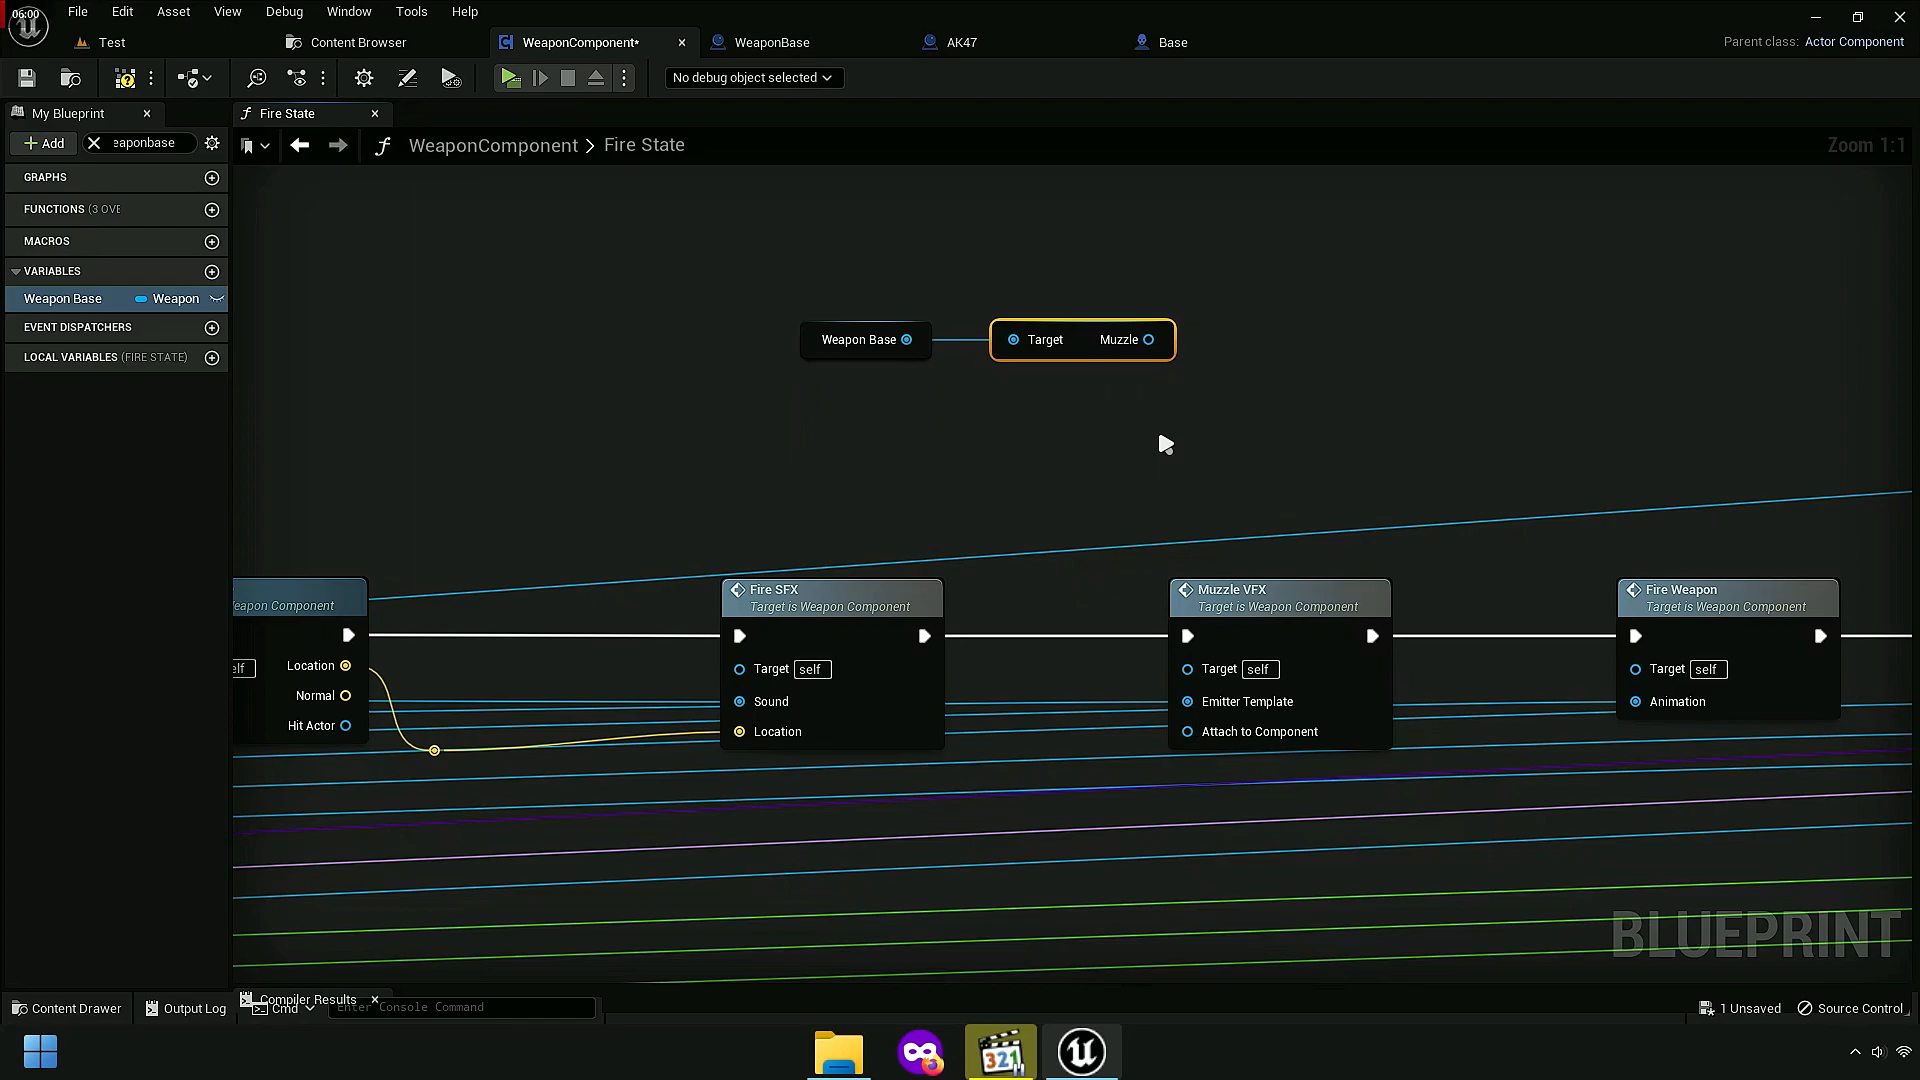 06:00
File Edit Asset View Debug Window Tools Help
Test
Content Browser
WeaponComponent*
WeaponBase
AK47
Base
Parent class: Actor Component
No debug object selected
My Blueprint
Fire State
Add
eaponbase
WeaponComponent > Fire State
Zoom 1:1
GRAPHS
FUNCTIONS (3 OVE
MACROS
VARIABLES
Weapon Base Weapon
EVENT DISPATCHERS
LOCAL VARIABLES (FIRE STATE)
Weapon Base
Target Muzzle
eapon Component
elf
Location
Normal
Hit Actor
Fire SFX
Target is Weapon Component
Target self
Sound
Location
Muzzle VFX
Target is Weapon Component
Target self
Emitter Template
Attach to Component
Fire Weapon
Target is Weapon Component
Target self
Animation
BLUEPRINT
Compiler Results
Content Drawer
Output Log
Cmd
Enter Console Command
1 Unsaved
Source Control
321